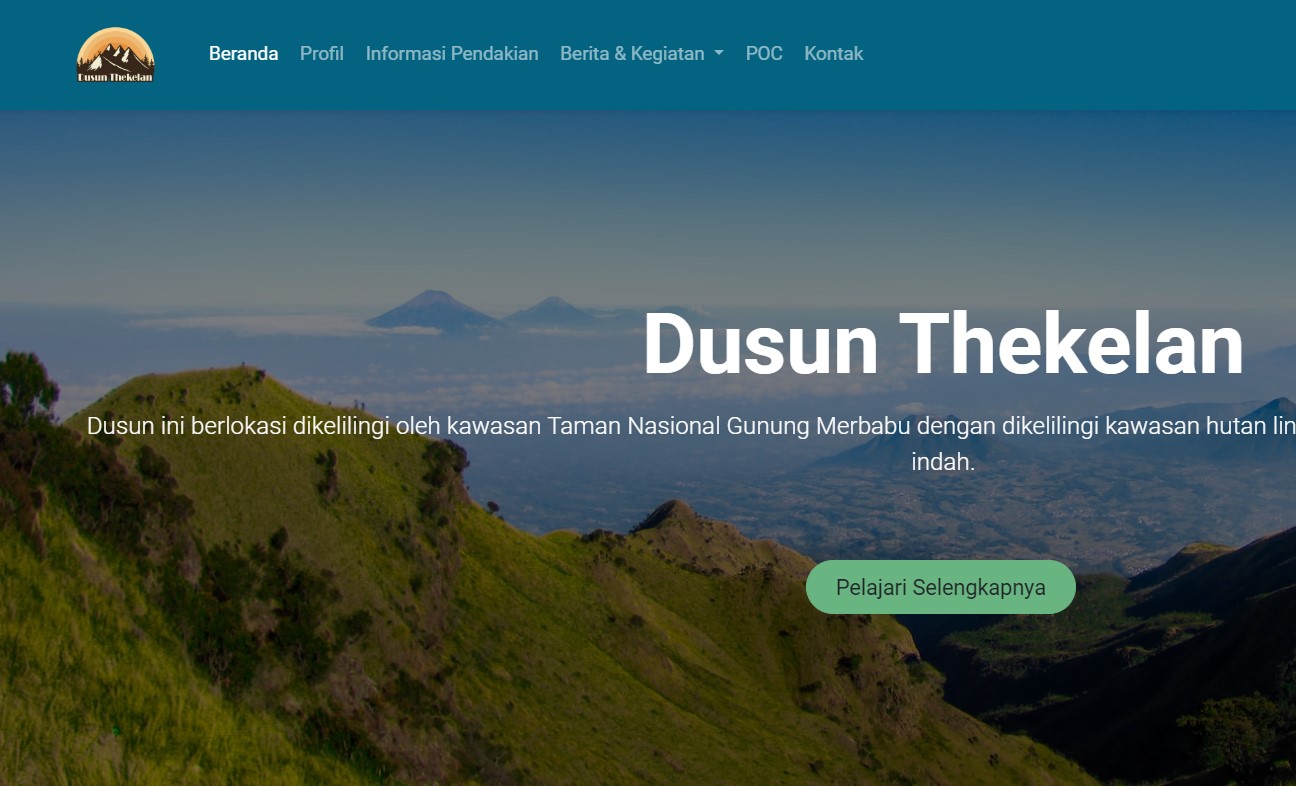 Dusun Thekelan
Beranda Profil Informasi Pendakian Berita & Kegiatan POC Kontak
Dusun Thekelan
Dusun ini berlokasi dikelilingi oleh kawasan Taman Nasional Gunung Merbabu dengan dikelilingi kawasan hutan lin
indah.
Pelajari Selengkapnya